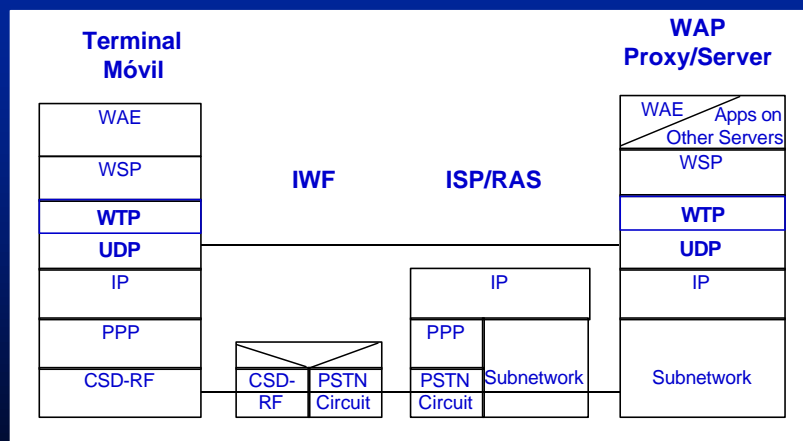 Terminal
Móvil
WAP
Proxy/Server
IWF
ISP/RAS
WAE
WSP
WTP
UDP
IP
PPP
CSD-RF
CSD-
RF
PSTN
Circuit
IP
PPP
PSTN
Circuit
Subnetwork
WAE
Apps on
Other Servers
WSP
WTP
UDP
IP
Subnetwork